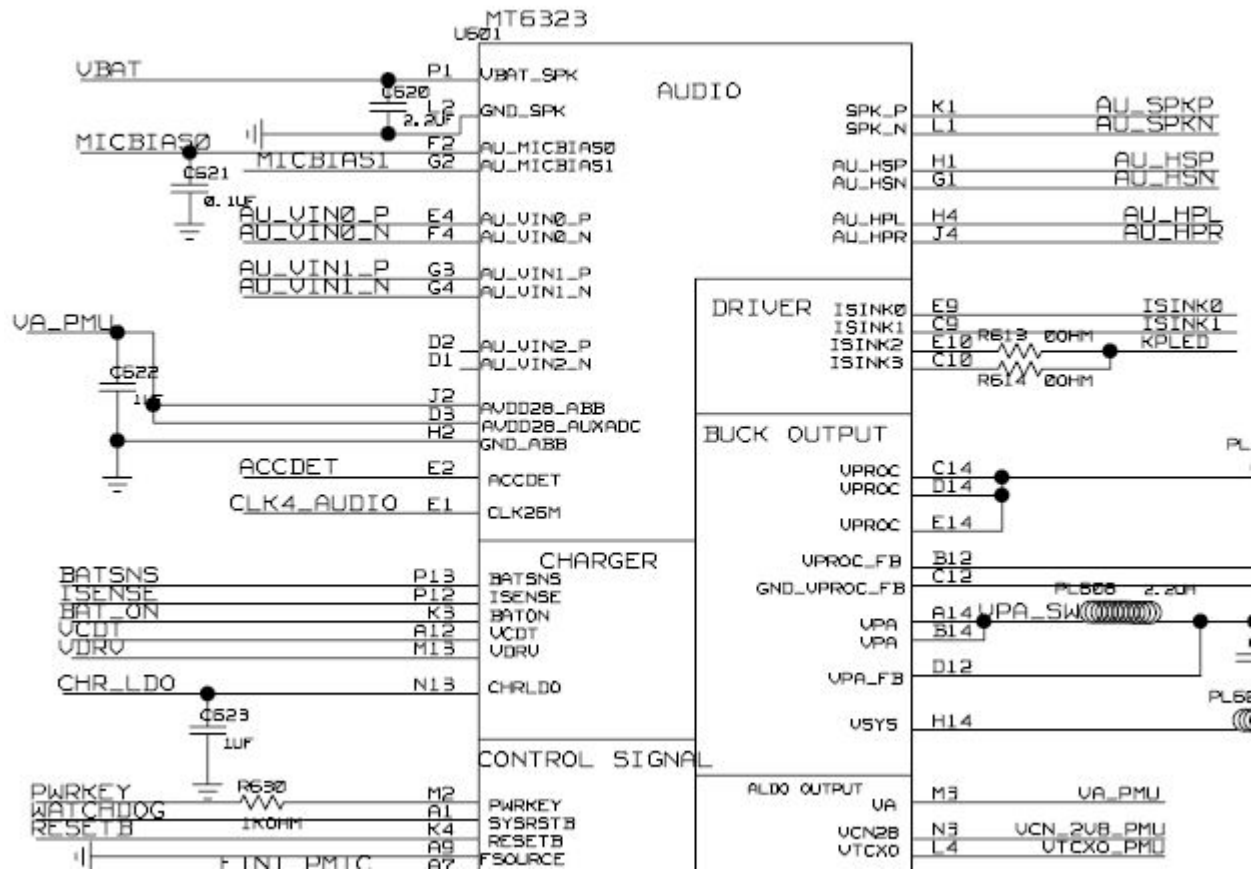 MT6323
U601
VBAT P1 VBAT_SPK
AUDIO
C620
2.2UF
L2 GND_SPK
SPK_P K1 AU_SPKP
SPK_N L1 AU_SPKN
MICBIAS0 F2 AU_MICBIAS0
MICBIAS1 G2 AU_MICBIAS1
AU_HSP H1 AU_HSP
AU_HSN G1 AU_HSN
C621
0.1UF
AU_VIN0_P E4 AU_VIN0_P
AU_VIN0_N F4 AU_VIN0_N
AU_HPL H4 AU_HPL
AU_HPR J4 AU_HPR
AU_VIN1_P G3 AU_VIN1_P
AU_VIN1_N G4 AU_VIN1_N
DRIVER
ISINK0 E9 ISINK0
ISINK1 C9 ISINK1
VA_PMU
R613 0OHM
ISINK2 E10 KPLED
ISINK3 C10
R614 0OHM
D2 AU_VIN2_P
D1 AU_VIN2_N
C622
1UF
J2 AVDD28_ABB
D3 AVDD28_AUXADC
H2 GND_ABB
BUCK OUTPUT
PL
ACCDET E2 ACCDET
CLK4_AUDIO E1 CLK26M
VPROC C14
VPROC D14
VPROC E14
CHARGER
VPROC_FB B12
GND_VPROC_FB C12
BATSNS P13 BATSNS
ISENSE P12 ISENSE
BAT_ON K3 BATON
VCDT A12 VCDT
VDRV M13 VDRV
PL608 2.2UH
VPA A14 VPA_SW
VPA B14
VPA_FB D12
CHR_LDO N13 CHRLDO
C623
1UF
PL60
VSYS H14
CONTROL SIGNAL
ALDO OUTPUT
PWRKEY R630 M2 PWRKEY
1KOHM
WATCHDOG A1 SYSRSTB
RESETB K4 RESETB
A9 FSOURCE
A7
VA M3 VA_PMU
VCN28 N3 VCN_2V8_PMU
VTCXO L4 VTCXO_PMU